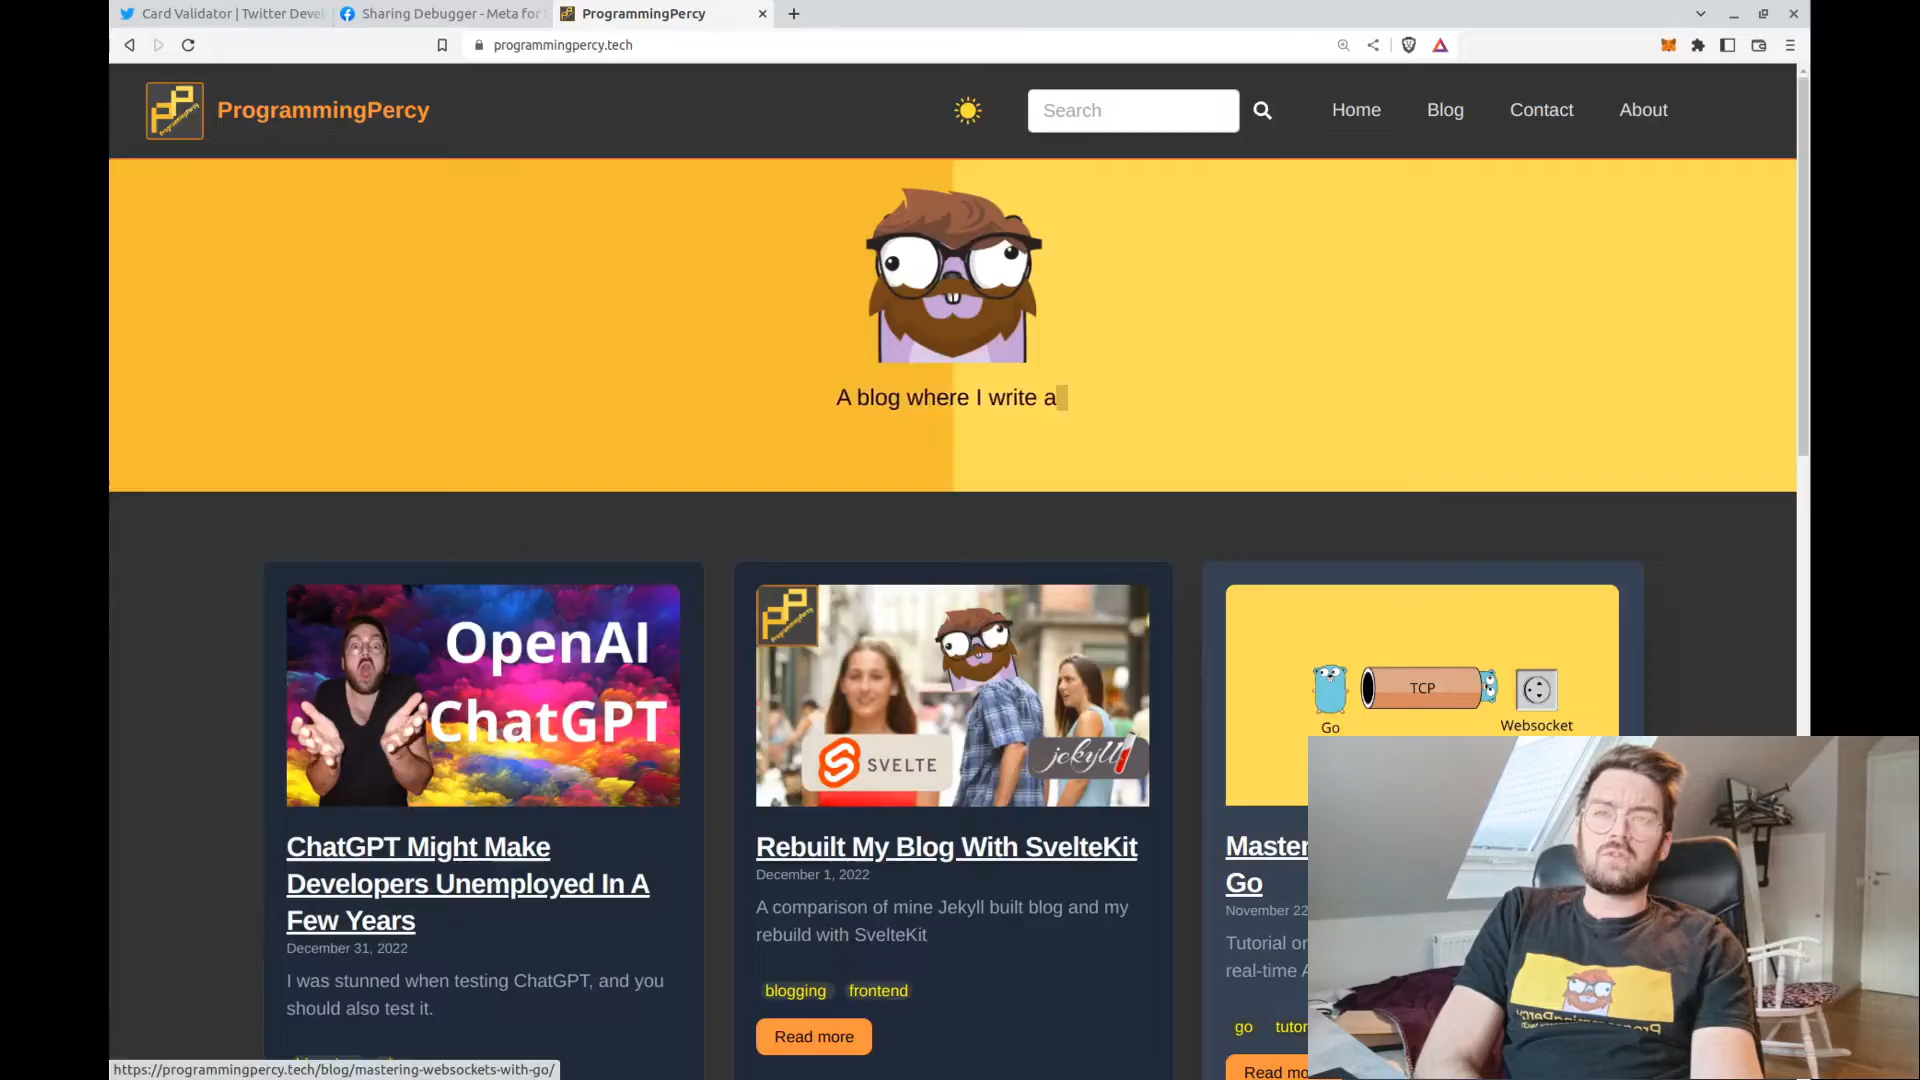 Card Validator | Twitter Devel
Sharing Debugger - Meta for
ProgrammingPercy
programmingpercy.tech
ProgrammingPercy
Search
Home
Blog
Contact
About
A blog where I write a
OpenAI
ChatGPT
SVELTE
jekyll
TCP
Go
Websocket
ChatGPT Might Make
Developers Unemployed In A
Few Years
December 31, 2022
I was stunned when testing ChatGPT, and you
should also test it.
Rebuilt My Blog With SvelteKit
December 1, 2022
A comparison of mine Jekyll built blog and my
rebuild with SvelteKit
blogging
frontend
Read more
Master
Go
November 22
Tutorial or
real-time A
go
tutor
Read mo
https://programmingpercy.tech/blog/mastering-websockets-with-go/